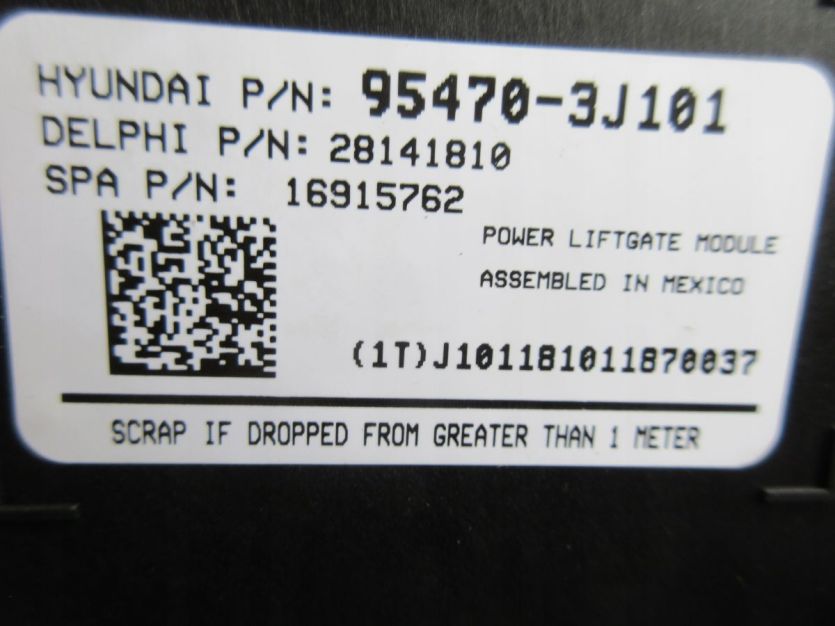 HYUNDAI P/N: 95470-3J101
DELPHI P/N: 28141810
SPA P/N: 16915762
POWER LIFTGATE MODULE
ASSEMBLED IN MEXICO
(1T)J101181011870037
SCRAP IF DROPPED FROM GREATER THAN 1 METER